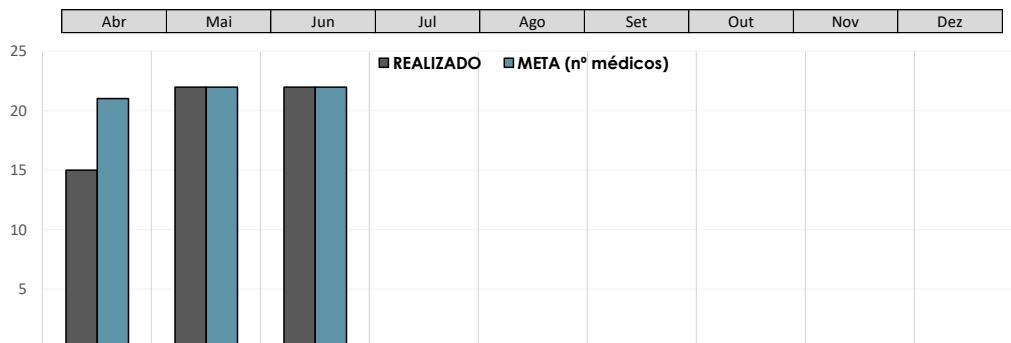 Abr Mai Jun Jul Ago Set Out Nov Dez
25
REALIZADO META (nº médicos)
20
15
10
5